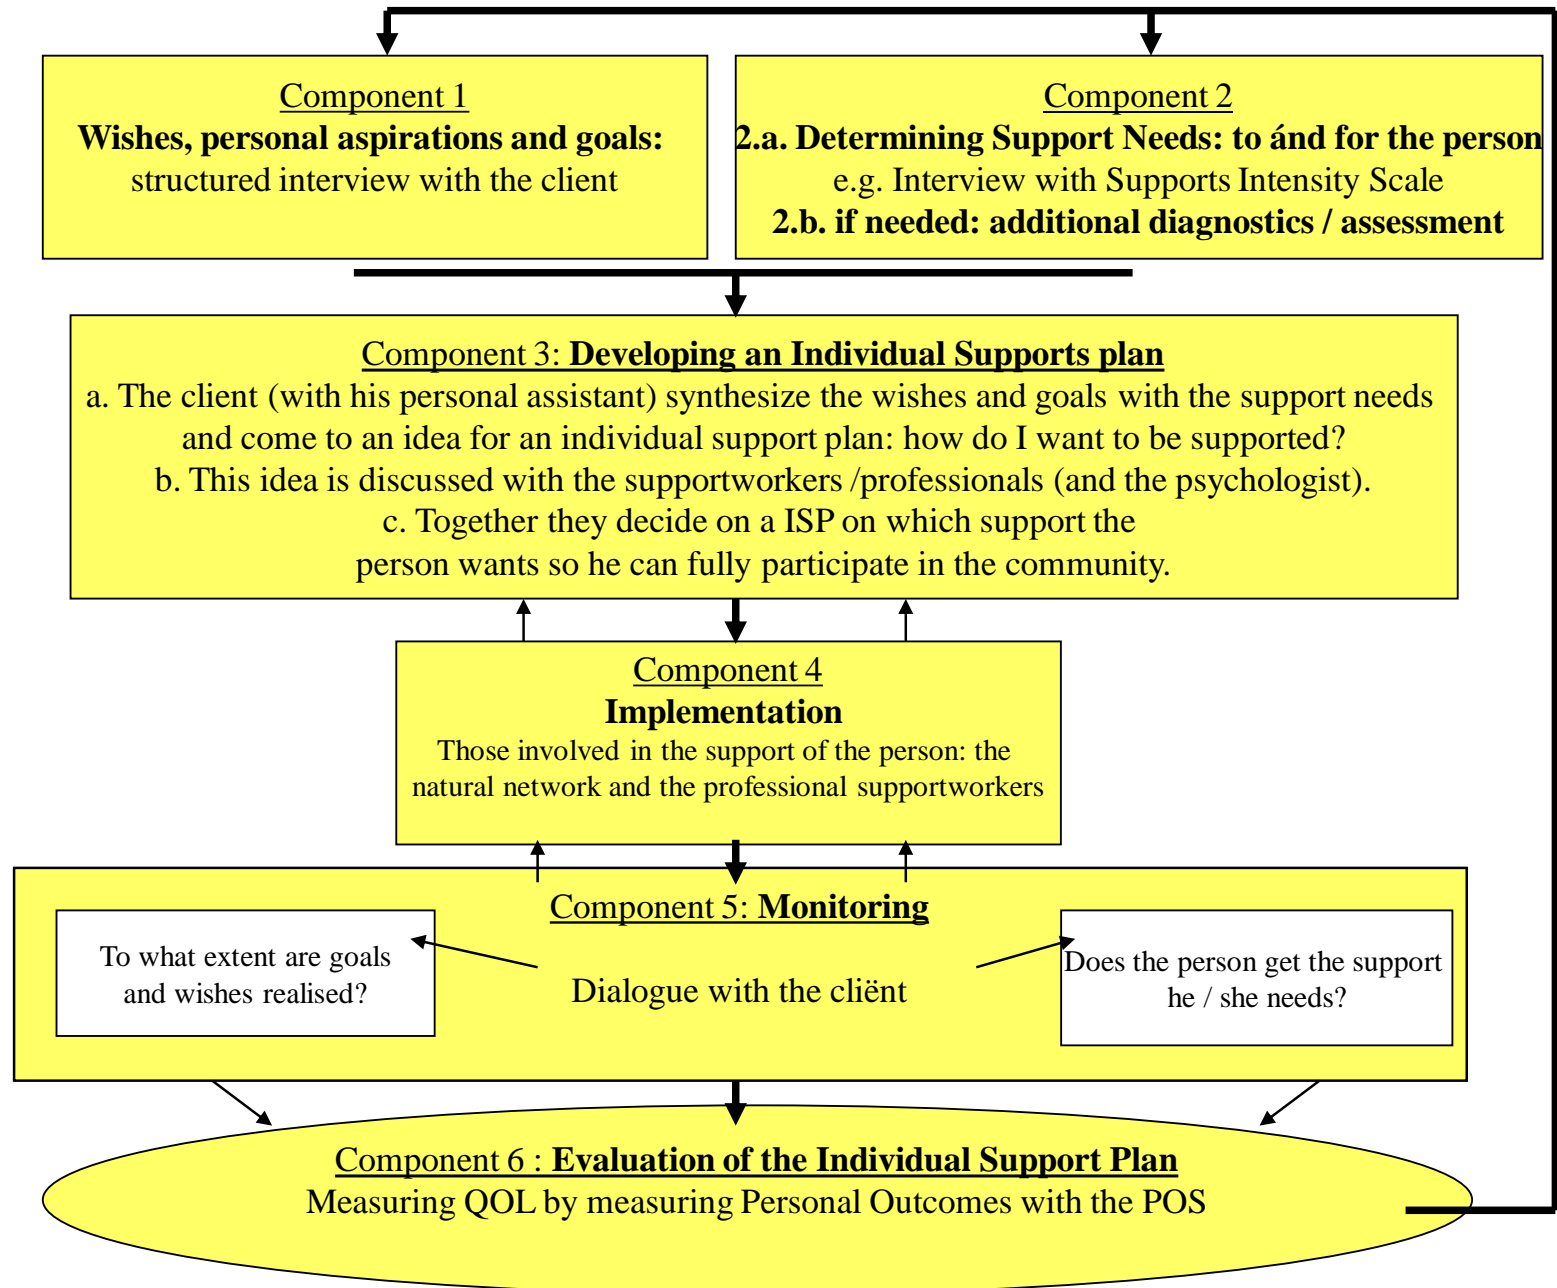 Component 1
Wishes, personal aspirations and goals:
structured interview with the client
Component 2
2.a. Determining Support Needs: to ánd for the person
e.g. Interview with Supports Intensity Scale
2.b. if needed: additional diagnostics / assessment
Component 3: Developing an Individual Supports plan
a. The client (with his personal assistant) synthesize the wishes and goals with the support needs
and come to an idea for an individual support plan: how do I want to be supported?
b. This idea is discussed with the supportworkers /professionals (and the psychologist).
c. Together they decide on a ISP on which support the
person wants so he can fully participate in the community.
Component 4
Implementation
Those involved in the support of the person: the
natural network and the professional supportworkers
Component 5: Monitoring
To what extent are goals
and wishes realised?
Dialogue with the cliënt
Does the person get the support
he / she needs?
Component 6 : Evaluation of the Individual Support Plan
Measuring QOL by measuring Personal Outcomes with the POS